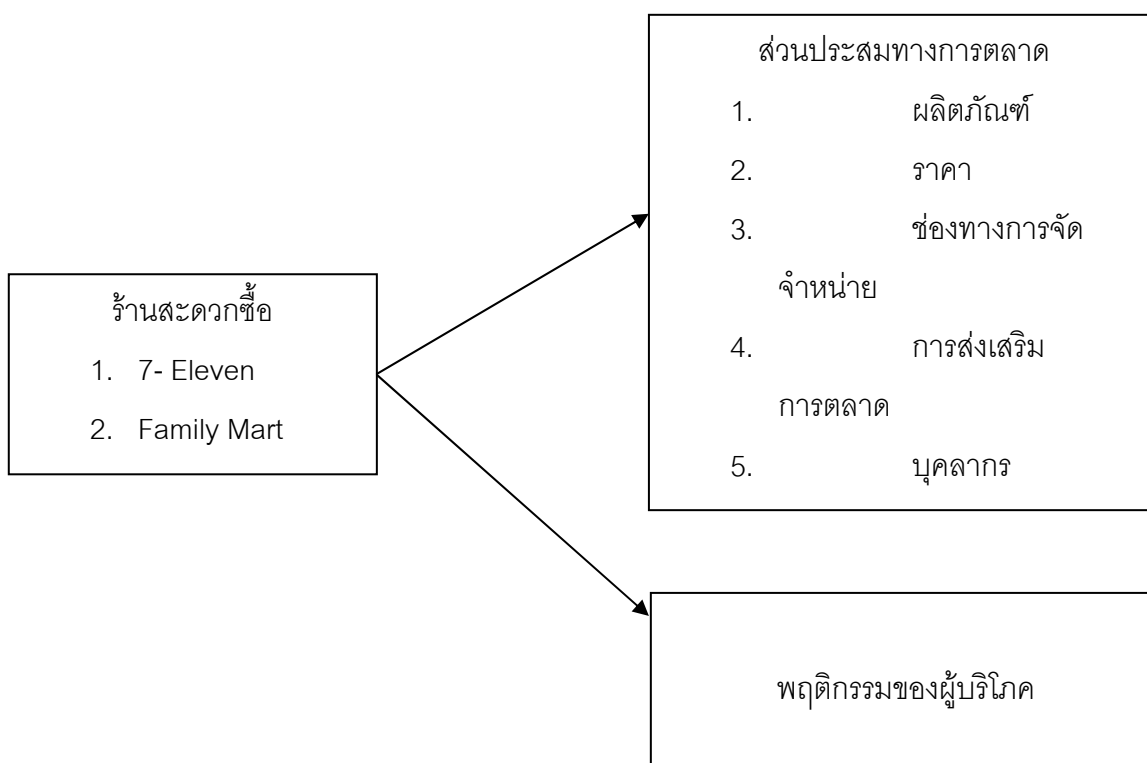 ส่วนประสมทางการตลาด
1. ผลิตภัณฑ์
2. ราคา
3. ช่องทางการจัด
จำหน่าย
4. การส่งเสริม
การตลาด
5. บุคลากร
ร้านสะดวกซื้อ
1. 7- Eleven
2. Family Mart
พฤติกรรมของผู้บริโภค